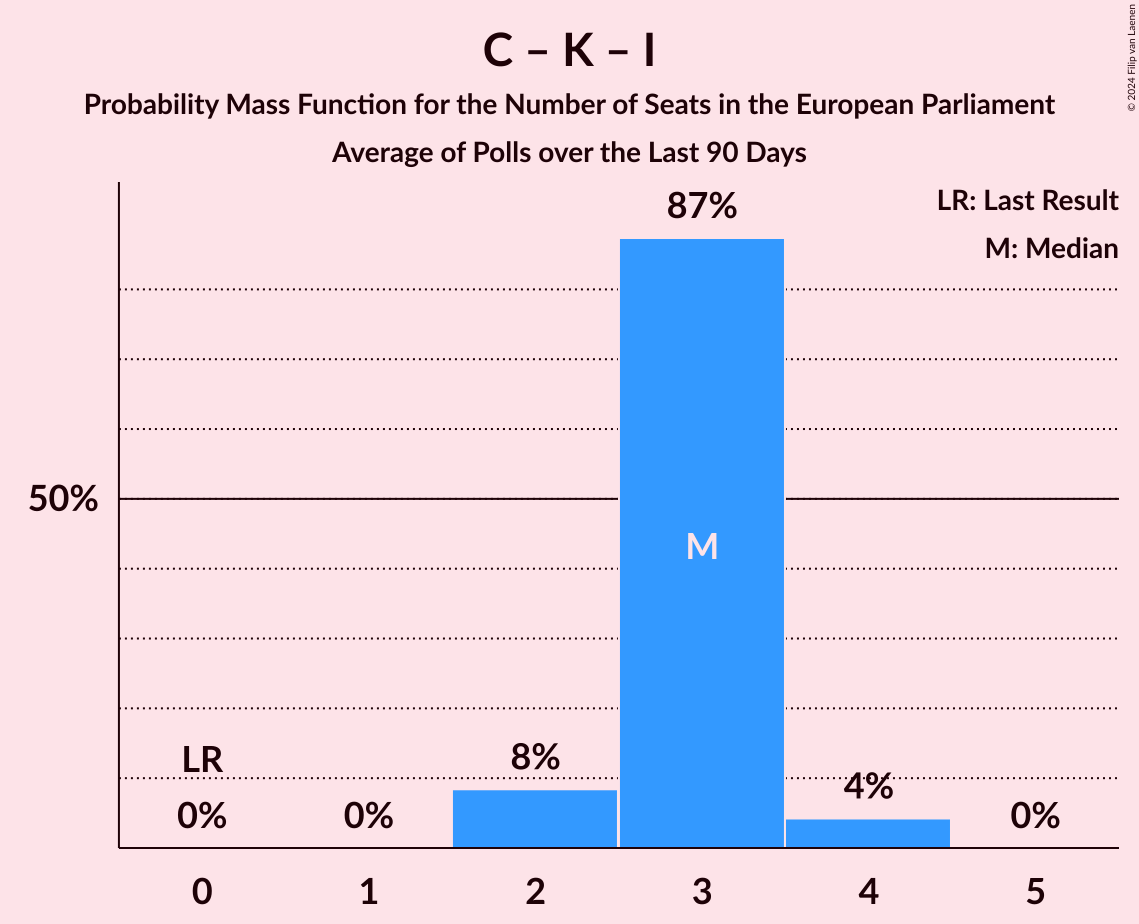 C – K – I
Probability Mass Function for the Number of Seats in the European Parliament
Average of Polls over the Last 90 Days
© 2024 Filip van Laenen
LR: Last Result
M: Median
87%
50%
M
LR
8%
4%
0%
0%
0%
0
1
2
3
4
5